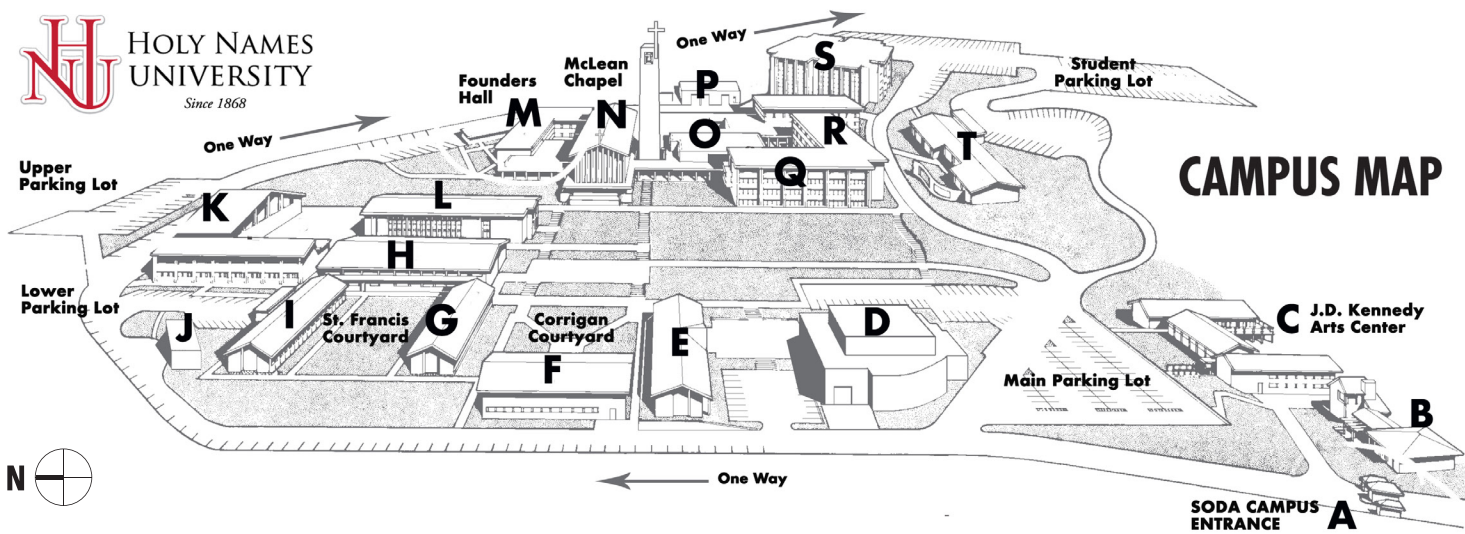 HNU
HOLY NAMES
UNIVERSITY
Since 1868
One Way
S
McLean
Chapel
Founders
Hall
P
Student
Parking Lot
M
N
O
R
T
One Way
Q
CAMPUS MAP
Upper
Parking Lot
K
L
H
Lower
Parking Lot
J
I
St. Francis
Courtyard
G
Corrigan
Courtyard
E
D
C
J.D. Kennedy
Arts Center
F
Main Parking Lot
B
N
One Way
SODA CAMPUS
ENTRANCE
A